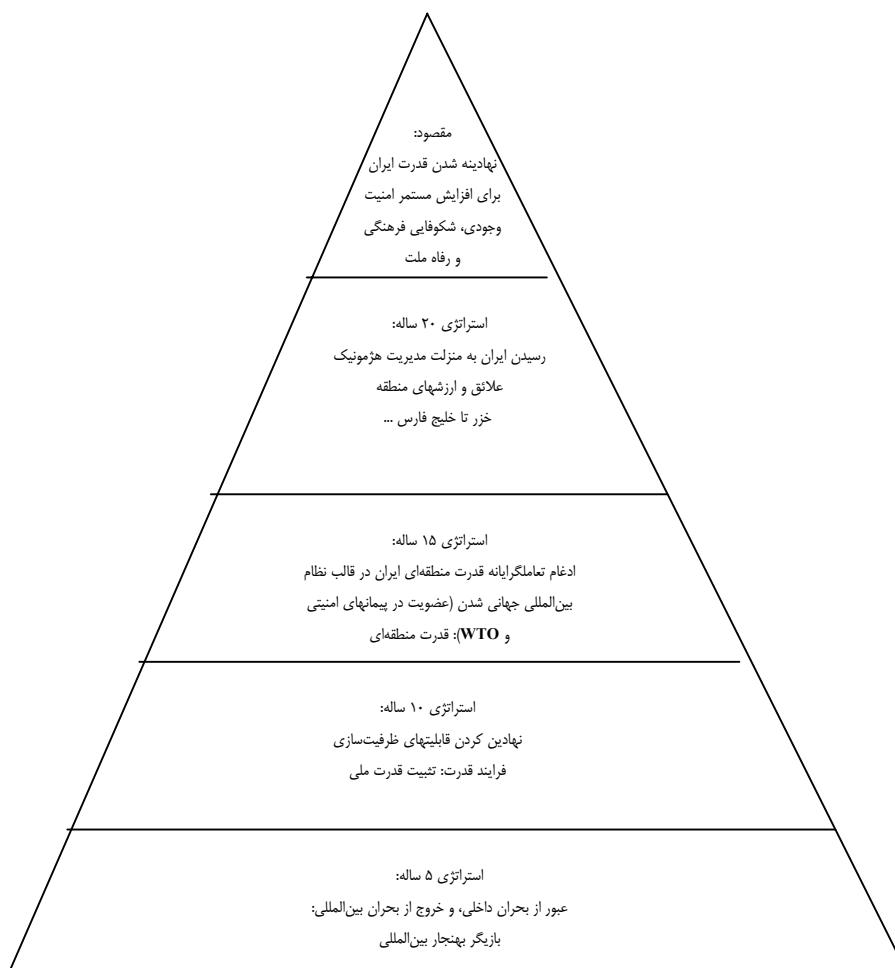 مقصود:
نهادینه شدن قدرت ایران
برای افزایش مستمر امنیت
وجودی، شکوفایی فرهنگی
و رفاه ملت
استراتژی ۲۰ ساله:
رسیدن ایران به منزلت مدیریت هژمونیک
علائق و ارزشهای منطقه
خزر تا خلیج فارس ...
استراتژی ۱۵ ساله:
ادغام تعاملگرایانه قدرت منطقه‌ای ایران در قالب نظام
بین‌المللی جهانی شدن (عضویت در پیمانهای امنیتی
و WTO): قدرت منطقه‌ای
استراتژی ۱۰ ساله:
نهادین کردن قابلیتهای ظرفیت‌سازی
فرایند قدرت: تثبیت قدرت ملی
استراتژی ۵ ساله:
عبور از بحران داخلی، و خروج از بحران بین‌المللی:
بازیگر بهنجار بین‌المللی